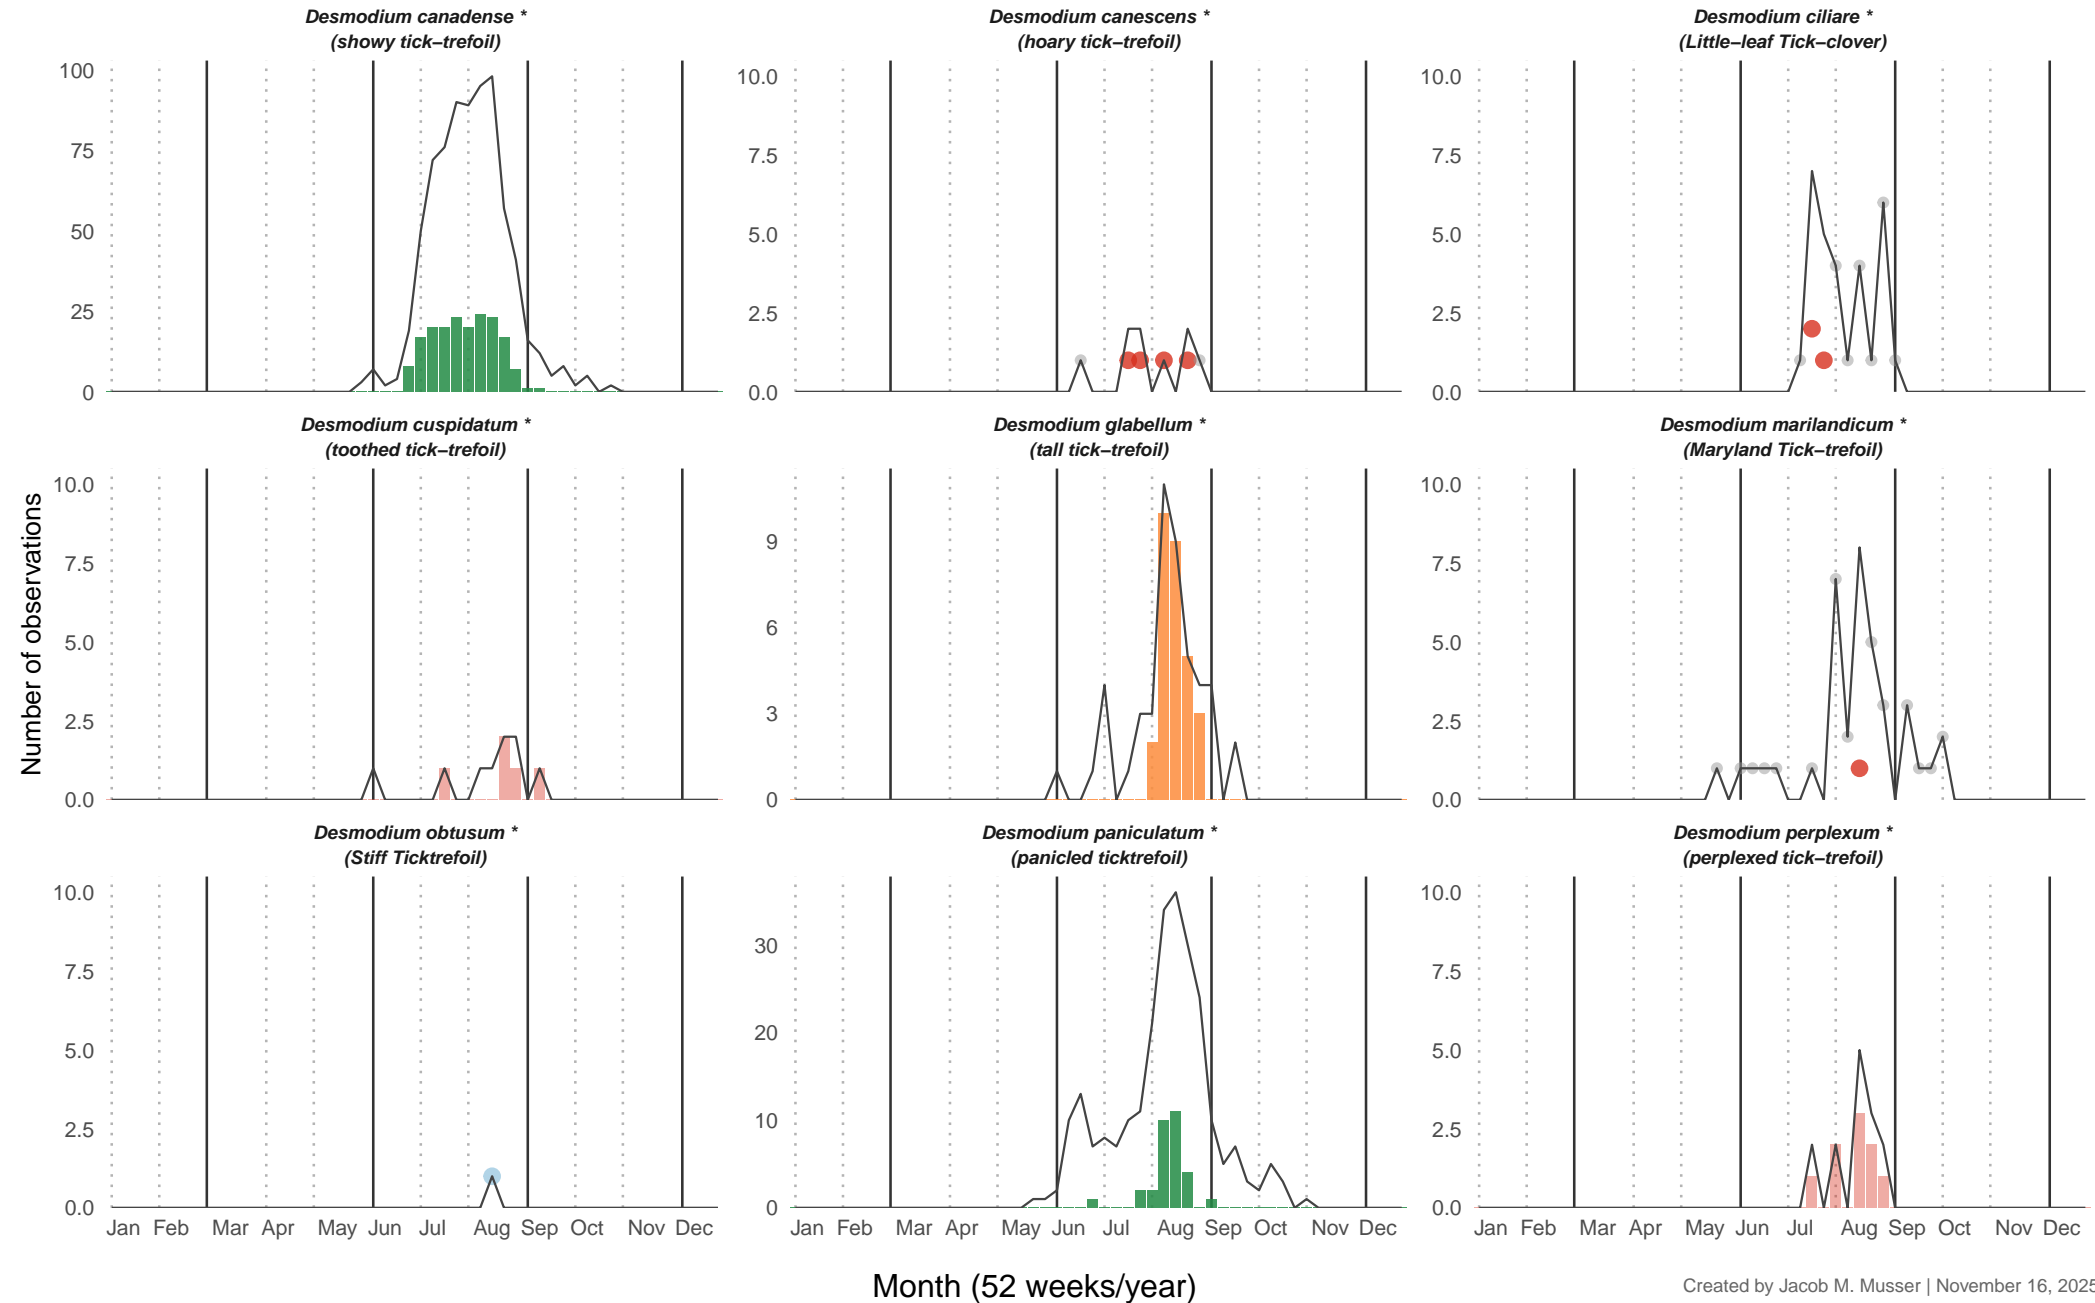 Desmodium canadense *
(showy tick–trefoil)
Desmodium canescens *
(hoary tick–trefoil)
Desmodium ciliare *
(Little–leaf Tick–clover)
100
75
50
25
0
10.0
7.5
5.0
2.5
0.0
10.0
7.5
5.0
2.5
0.0
Desmodium cuspidatum *
(toothed tick–trefoil)
Desmodium glabellum *
(tall tick–trefoil)
Desmodium marilandicum *
(Maryland Tick–trefoil)
Number of observations
10.0
7.5
5.0
2.5
0.0
9
6
3
0
10.0
7.5
5.0
2.5
0.0
Desmodium obtusum *
(Stiff Ticktrefoil)
Desmodium paniculatum *
(panicled ticktrefoil)
Desmodium perplexum *
(perplexed tick–trefoil)
10.0
7.5
5.0
2.5
0.0
30
20
10
0
10.0
7.5
5.0
2.5
0.0
Jan Feb Mar Apr May Jun Jul Aug Sep Oct Nov Dec
Jan Feb Mar Apr May Jun Jul Aug Sep Oct Nov Dec
Jan Feb Mar Apr May Jun Jul Aug Sep Oct Nov Dec
Month (52 weeks/year)
Created by Jacob M. Musser | November 16, 2025